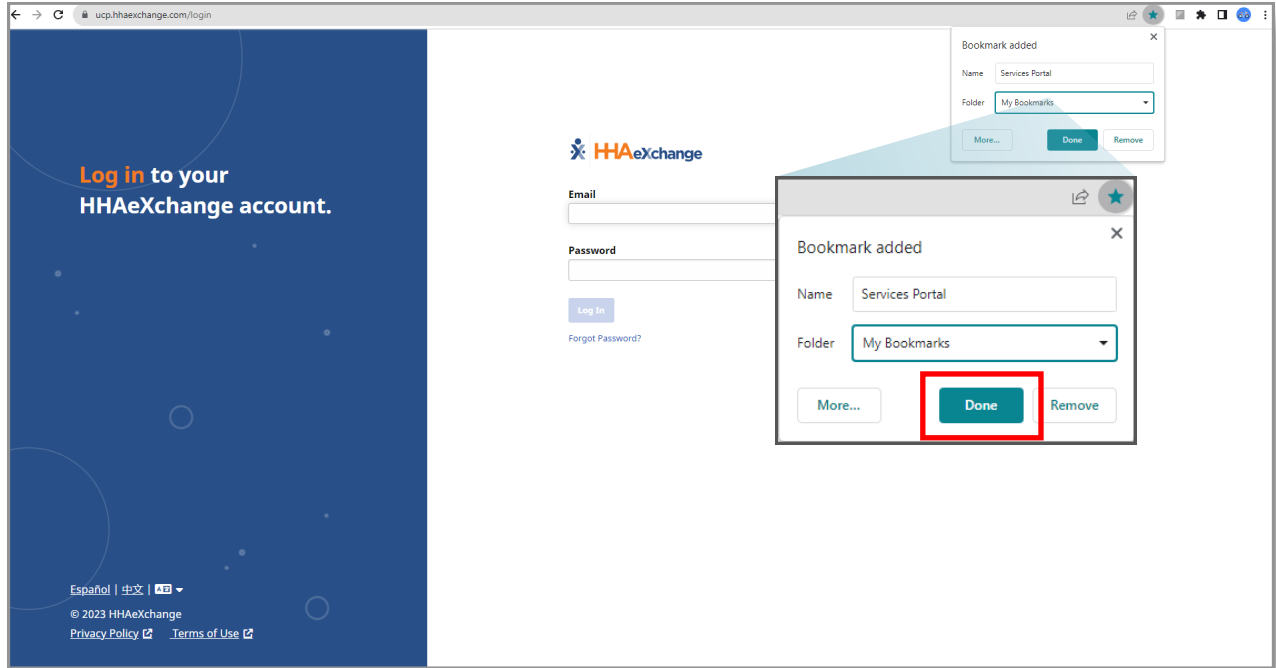 ucp.hhaexchange.com/login
Bookmark added
Name Services Portal
Folder My Bookmarks
More... Done Remove
Log in to your
HHAeXchange account.
HHAeXchange
Email
Password
Log In
Forgot Password?
Bookmark added
Name Services Portal
Folder My Bookmarks
More... Done Remove
Español | 中文 |
© 2023 HHAeXchange
Privacy Policy Terms of Use